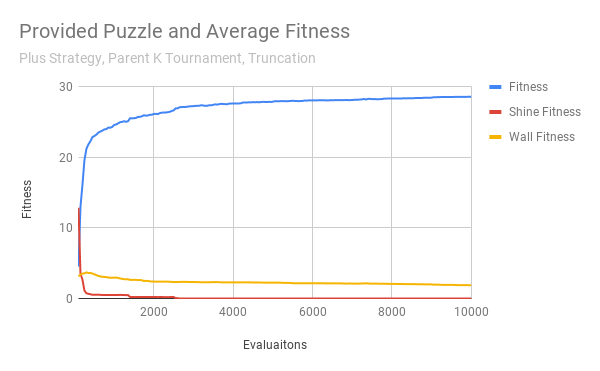 Provided Puzzle and Average Fitness
Plus Strategy, Parent K Tournament, Truncation
30
20
10
0
Fitness
2000
4000
6000
8000
10000
Evaluaitons
Fitness
Shine Fitness
Wall Fitness